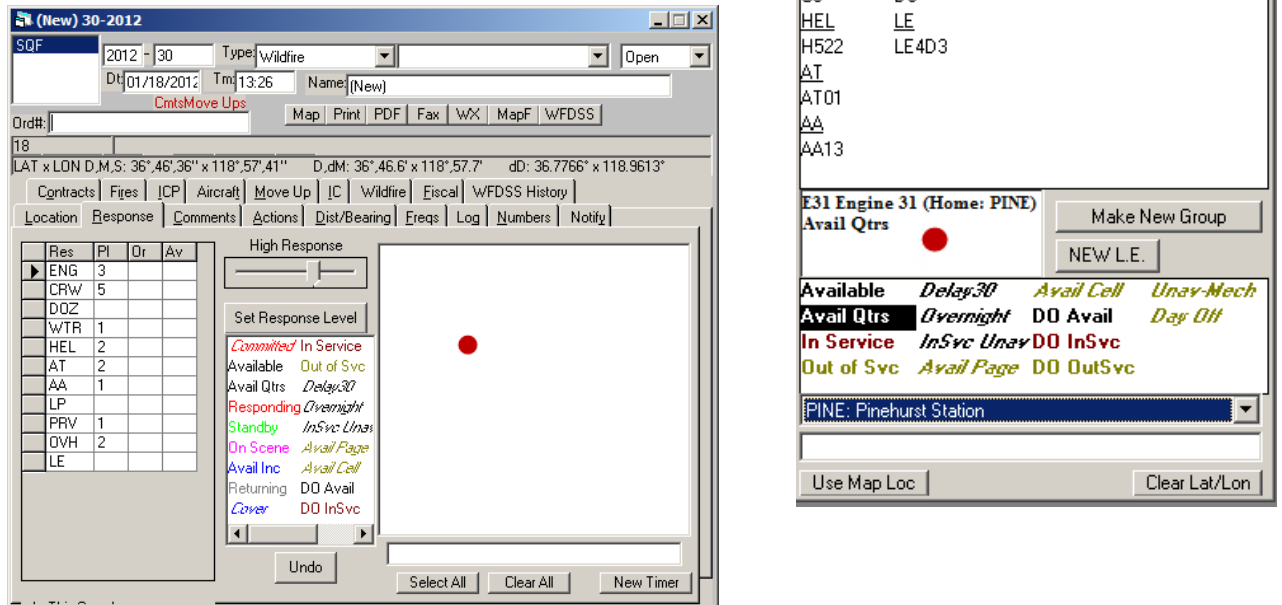 (New) 30-2012
SQF
2012 - 30 Type: Wildfire Open
Dt: 01/18/2012 Tm: 13:26 Name: (New)
CmtsMove Ups
Ord#:
Map Print PDF Fax WX MapF WFDSS
18
LAT x LON D,M,S: 36°,46',36'' x 118°,57',41'' D,dM: 36°,46.6' x 118°,57.7' dD: 36.7766° x 118.9613°
Contracts Fires ICP Aircraft Move Up IC Wildfire Fiscal WFDSS History
Location Response Comments Actions Dist/Bearing Freqs Log Numbers Notify
Res Pl Or Av
ENG 3
CRW 5
DOZ
WTR 1
HEL 2
AT 2
AA 1
LP
PRV 1
OVH 2
LE
High Response
Set Response Level
Committed In Service
Available Out of Svc
Avail Qtrs Delay30
Responding Overnight
Standby InSvc Unav
On Scene Avail Page
Avail Inc Avail Cell
Returning DO Avail
Cover DO InSvc
Undo
Select All Clear All New Timer
HEL LE
H522 LE4D3
AT
AT01
AA
AA13
E31 Engine 31 (Home: PINE)
Avail Qtrs
Make New Group
NEW L.E.
Available Delay30 Avail Cell Unav-Mech
Avail Qtrs Overnight DO Avail Day Off
In Service InSvc Unav DO InSvc
Out of Svc Avail Page DO OutSvc
PINE: Pinehurst Station
Use Map Loc Clear Lat/Lon